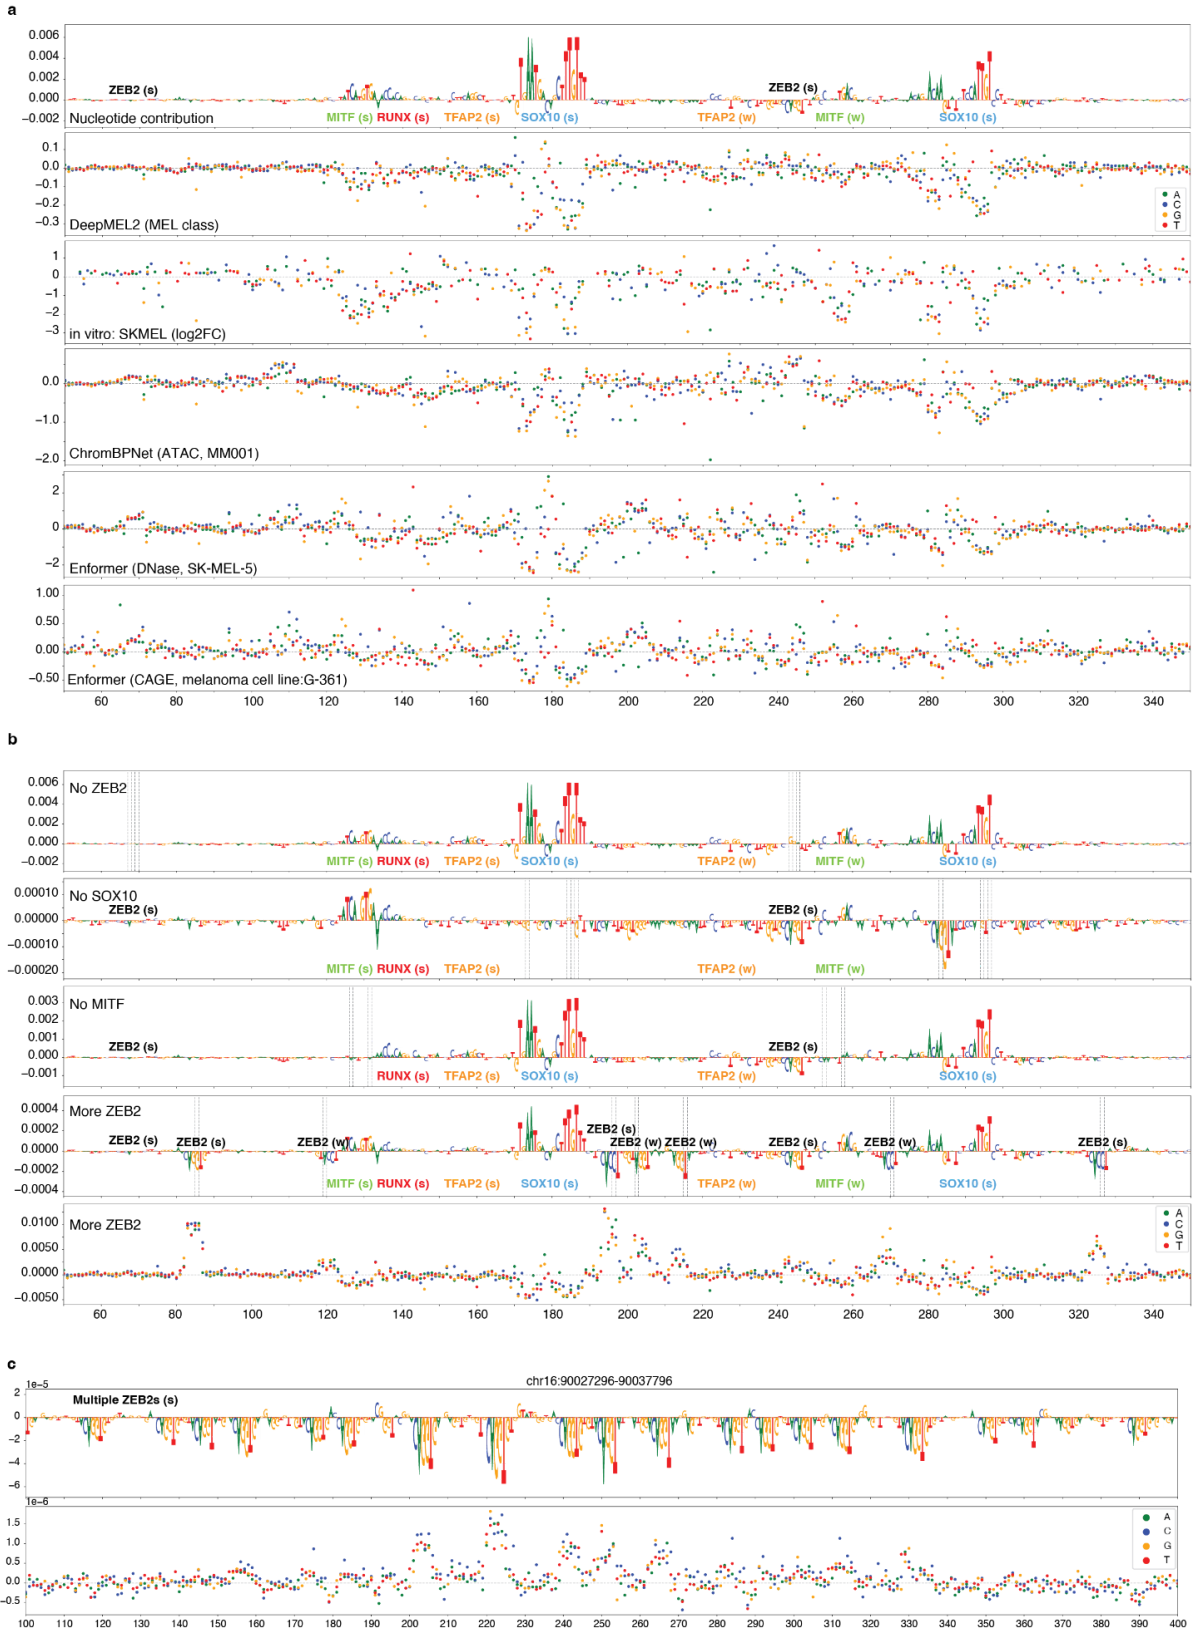 a
0.006
0.004
0.002
0.000
−0.002
ZEB2 (s)
ZEB2 (s)
Nucleotide contribution
MITF (s) RUNX (s) TFAP2 (s) SOX10 (s) TFAP2 (w) MITF (w) SOX10 (s)
0.1
0.0
−0.1
−0.2
−0.3
DeepMEL2 (MEL class)
A
C
G
T
1
0
−1
−2
−3
in vitro: SKMEL (log2FC)
0.0
−1.0
−2.0
ChromBPNet (ATAC, MM001)
2
0
−2
Enformer (DNase, SK-MEL-5)
1.00
0.50
0.00
−0.50
Enformer (CAGE, melanoma cell line:G-361)
60 80 100 120 140 160 180 200 220 240 260 280 300 320 340
b
0.006
0.004
0.002
0.000
−0.002
No ZEB2
MITF (s) RUNX (s) TFAP2 (s) SOX10 (s) TFAP2 (w) MITF (w) SOX10 (s)
0.00010
0.00000
−0.00010
−0.00020
No SOX10
ZEB2 (s) ZEB2 (s)
MITF (s) RUNX (s) TFAP2 (s) TFAP2 (w) MITF (w)
0.003
0.002
0.001
0.000
−0.001
No MITF
ZEB2 (s) ZEB2 (s)
RUNX (s) TFAP2 (s) SOX10 (s) TFAP2 (w) SOX10 (s)
0.0004
0.0002
0.0000
−0.0002
−0.0004
More ZEB2
ZEB2 (s)
ZEB2 (s) ZEB2 (s) ZEB2 (w) ZEB2 (w) ZEB2 (w) ZEB2 (s) ZEB2 (w) ZEB2 (s)
MITF (s) RUNX (s) TFAP2 (s) SOX10 (s) TFAP2 (w) MITF (w) SOX10 (s)
0.0100
0.0050
0.0000
−0.0050
More ZEB2
A
C
G
T
60 80 100 120 140 160 180 200 220 240 260 280 300 320 340
c
chr16:90027296-90037796
1e−5
2
0
−2
−4
−6
Multiple ZEB2s (s)
1e−6
1.5
1.0
0.5
0.0
−0.5
A
C
G
T
100 110 120 130 140 150 160 170 180 190 200 210 220 230 240 250 260 270 280 290 300 310 320 330 340 350 360 370 380 390 400